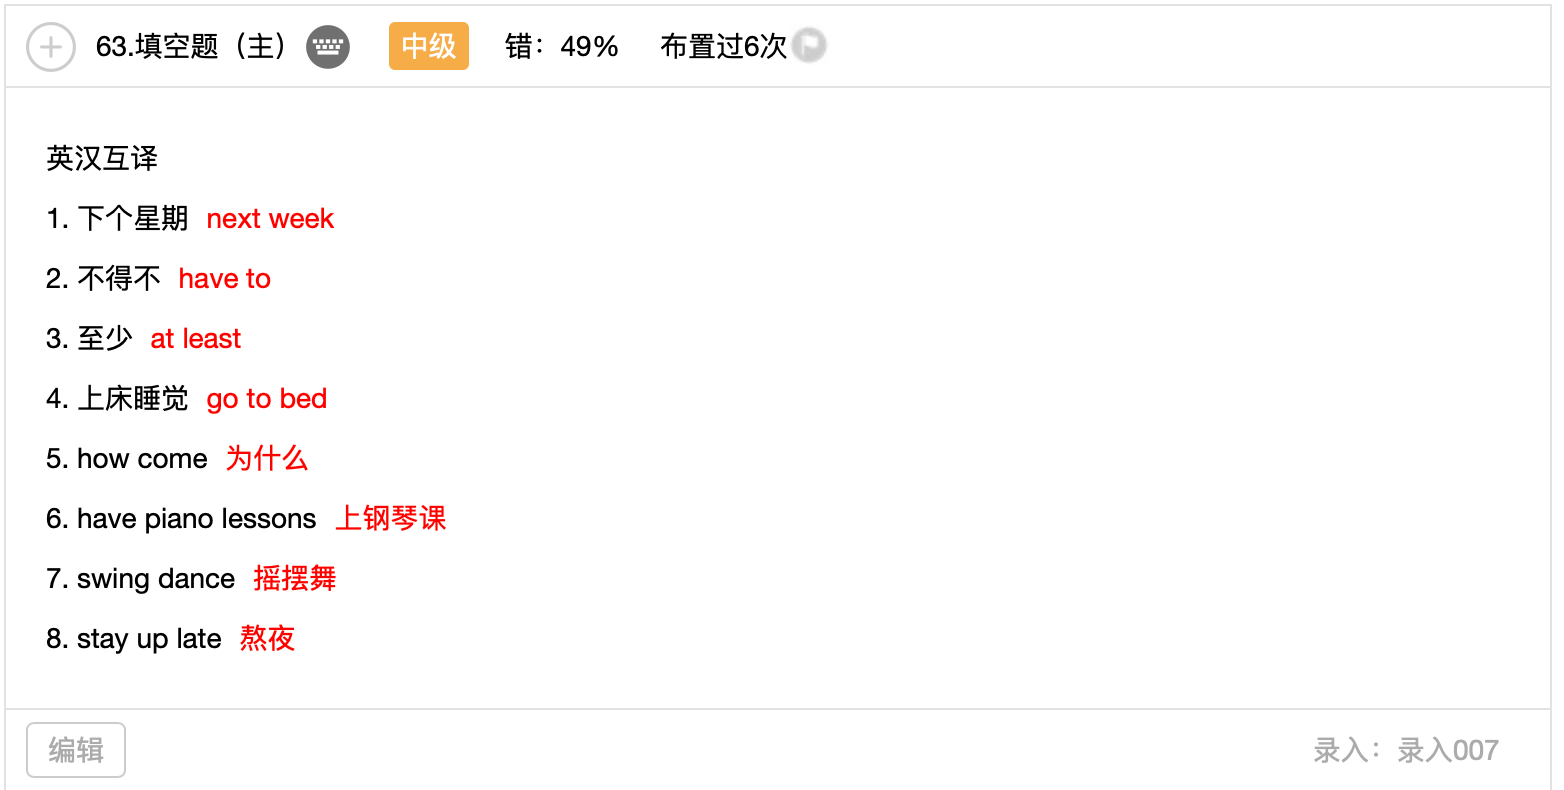 63.填空题（主） 中级 错：49% 布置过6次
英汉互译
1. 下个星期 next week
2. 不得不 have to
3. 至少 at least
4. 上床睡觉 go to bed
5. how come 为什么
6. have piano lessons 上钢琴课
7. swing dance 摇摆舞
8. stay up late 熬夜
编辑 录入：录入007